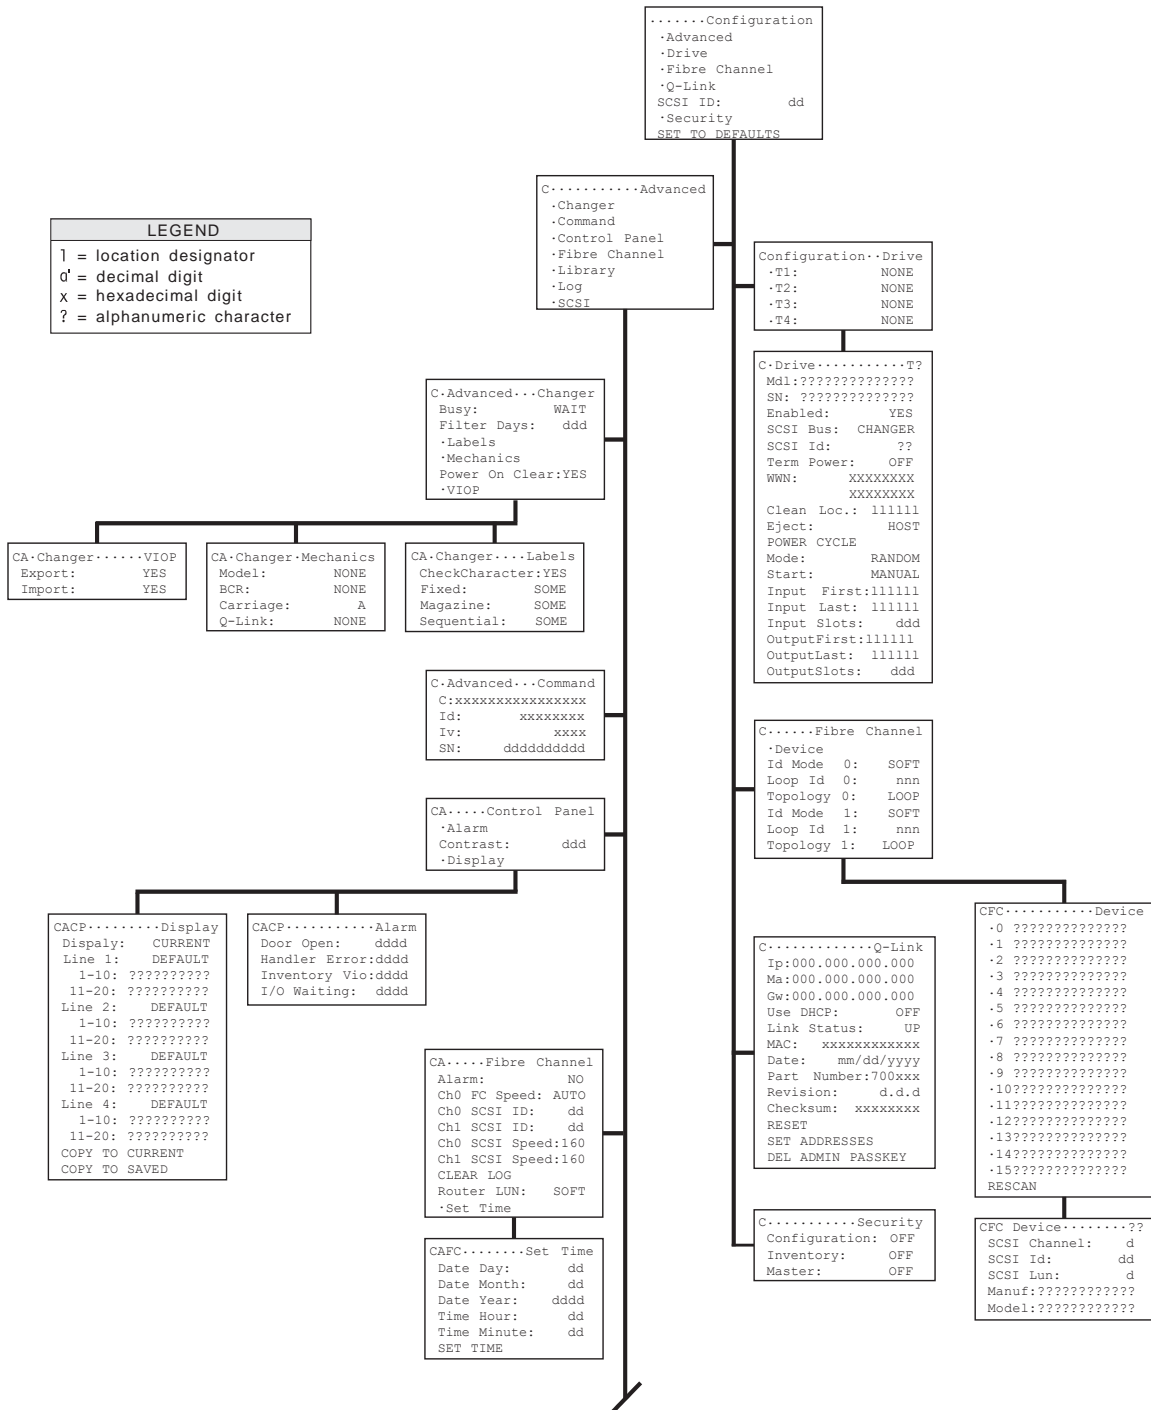 ·······Configuration
·Advanced
·Drive
·Fibre Channel
·Q-Link
SCSI ID: dd
·Security
SET TO DEFAULTS
C···········Advanced
·Changer
·Command
·Control Panel
·Fibre Channel
·Library
·Log
·SCSI
LEGEND
l = location designator
d = decimal digit
x = hexadecimal digit
? = alphanumeric character
Configuration··Drive
·T1: NONE
·T2: NONE
·T3: NONE
·T4: NONE
C·Drive···········T?
Mdl:??????????????
SN: ??????????????
Enabled: YES
SCSI Bus: CHANGER
SCSI Id: ??
Term Power: OFF
WWN: XXXXXXXX
XXXXXXXX
Clean Loc.: llllll
Eject: HOST
POWER CYCLE
Mode: RANDOM
Start: MANUAL
Input First:llllll
Input Last: llllll
Input Slots: ddd
OutputFirst:llllll
OutputLast: llllll
OutputSlots: ddd
C·Advanced···Changer
Busy: WAIT
Filter Days: ddd
·Labels
·Mechanics
Power On Clear:YES
·VIOP
CA·Changer······VIOP
Export: YES
Import: YES
CA·Changer·Mechanics
Model: NONE
BCR: NONE
Carriage: A
Q-Link: NONE
CA·Changer····Labels
CheckCharacter:YES
Fixed: SOME
Magazine: SOME
Sequential: SOME
C·Advanced···Command
C:xxxxxxxxxxxxxxxx
Id: xxxxxxxx
Iv: xxxx
SN: dddddddddd
C······Fibre Channel
·Device
Id Mode 0: SOFT
Loop Id 0: nnn
Topology 0: LOOP
Id Mode 1: SOFT
Loop Id 1: nnn
Topology 1: LOOP
CA·····Control Panel
·Alarm
Contrast: ddd
·Display
CACP·········Display
Dispaly: CURRENT
Line 1: DEFAULT
1-10: ??????????
11-20: ??????????
Line 2: DEFAULT
1-10: ??????????
11-20: ??????????
Line 3: DEFAULT
1-10: ??????????
11-20: ??????????
Line 4: DEFAULT
1-10: ??????????
11-20: ??????????
COPY TO CURRENT
COPY TO SAVED
CACP···········Alarm
Door Open: dddd
Handler Error:dddd
Inventory Vio:dddd
I/O Waiting: dddd
CFC···········Device
·0 ??????????????
·1 ??????????????
·2 ??????????????
·3 ??????????????
·4 ??????????????
·5 ??????????????
·6 ??????????????
·7 ??????????????
·8 ??????????????
·9 ??????????????
·10??????????????
·11??????????????
·12??????????????
·13??????????????
·14??????????????
·15??????????????
RESCAN
C·············Q-Link
Ip:000.000.000.000
Ma:000.000.000.000
Gw:000.000.000.000
Use DHCP: OFF
Link Status: UP
MAC: xxxxxxxxxxxx
Date: mm/dd/yyyy
Part Number:700xxx
Revision: d.d.d
Checksum: xxxxxxxx
RESET
SET ADDRESSES
DEL ADMIN PASSKEY
CA·····Fibre Channel
Alarm: NO
Ch0 FC Speed: AUTO
Ch0 SCSI ID: dd
Ch1 SCSI ID: dd
Ch0 SCSI Speed:160
Ch1 SCSI Speed:160
CLEAR LOG
Router LUN: SOFT
·Set Time
C···········Security
Configuration: OFF
Inventory: OFF
Master: OFF
CFC Device········??
SCSI Channel: d
SCSI Id: dd
SCSI Lun: d
Manuf:????????????
Model:????????????
CAFC········Set Time
Date Day: dd
Date Month: dd
Date Year: dddd
Time Hour: dd
Time Minute: dd
SET TIME